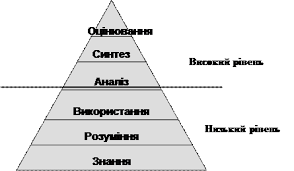 Оцінювання
Синтез
Високий рівень
Аналіз
Використання
Низький рівень
Розуміння
Знання